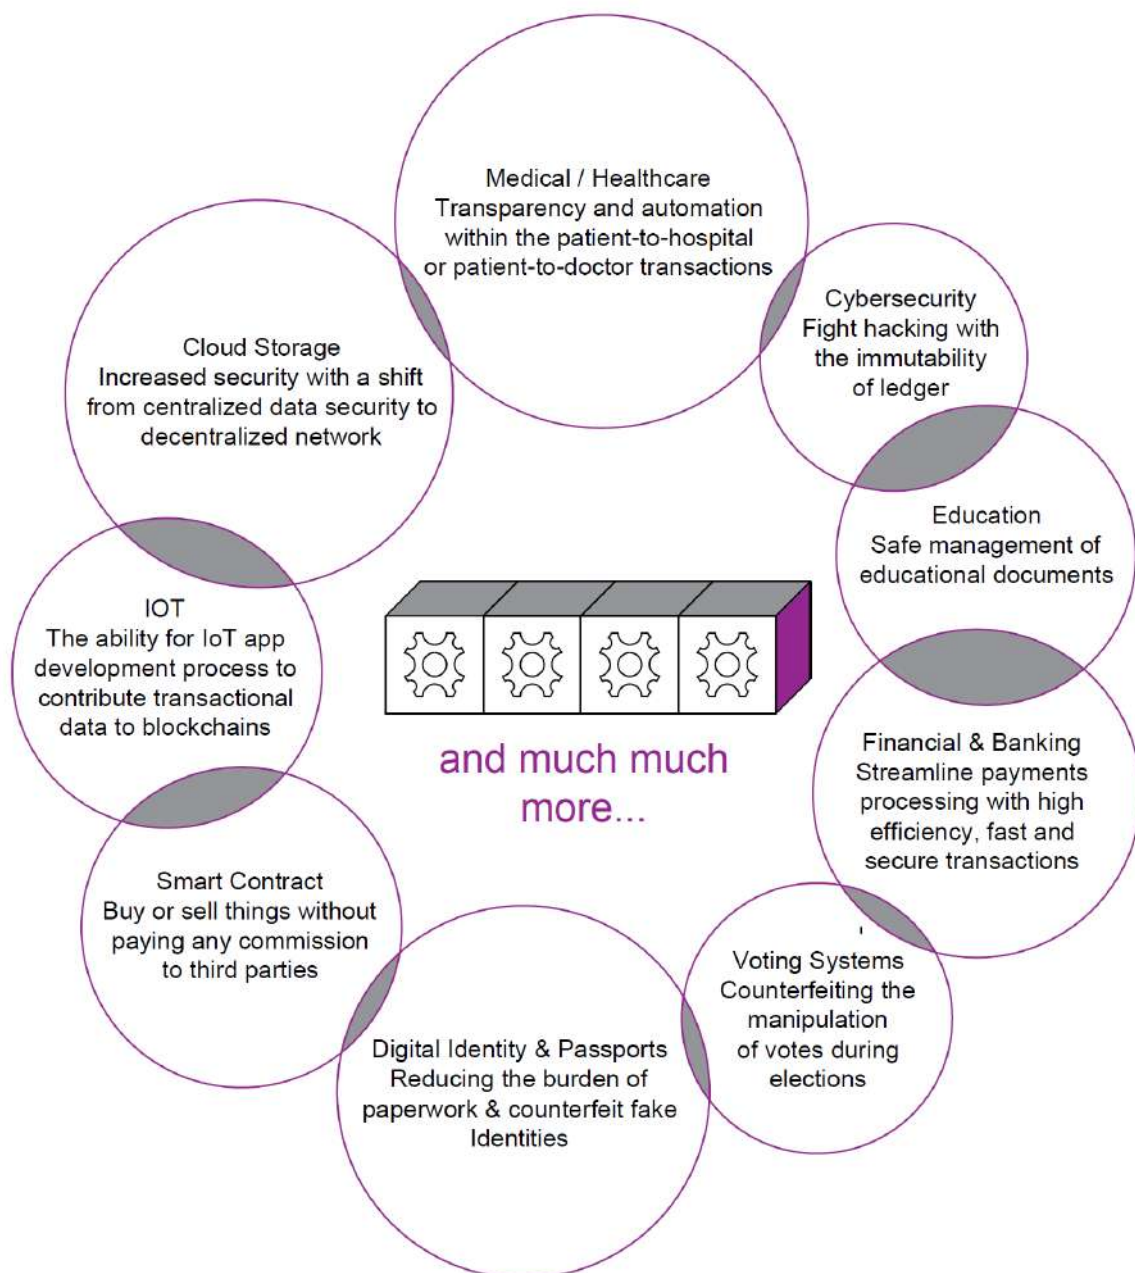 Medical / Healthcare
Transparency and automation
within the patient-to-hospital
or patient-to-doctor transactions
Cybersecurity
Fight hacking with
the immutability
of ledger
Education
Safe management of
educational documents
Financial & Banking
Streamline payments
processing with high
efficiency, fast and
secure transactions
Voting Systems
Counterfeiting the
manipulation
of votes during
elections
Digital Identity & Passports
Reducing the burden of
paperwork & counterfeit fake
Identities
Smart Contract
Buy or sell things without
paying any commission
to third parties
IOT
The ability for IoT app
development process to
contribute transactional
data to blockchains
Cloud Storage
Increased security with a shift
from centralized data security to
decentralized network
and much much
more...